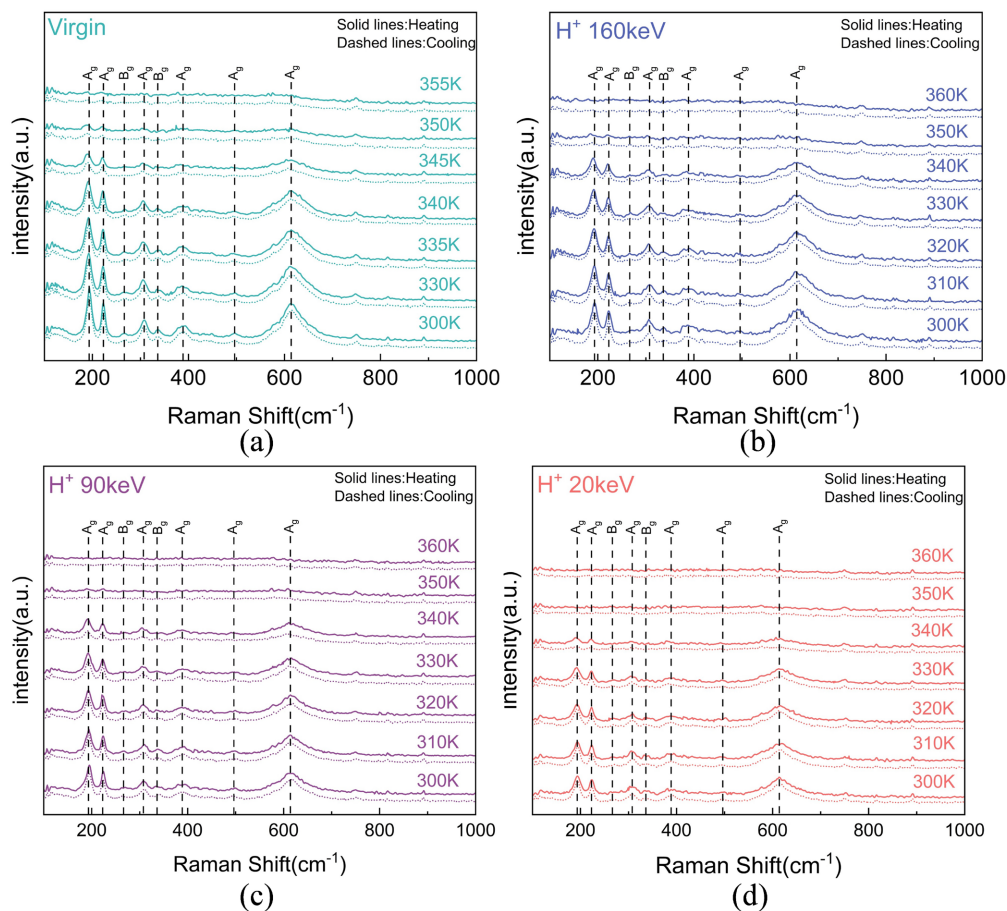 Virgin
Solid lines:Heating
Dashed lines:Cooling
Ag Ag Bg Ag Bg Ag Ag Ag
355K
350K
345K
340K
335K
330K
300K
intensity(a.u.)
200 400 600 800 1000
Raman Shift(cm⁻¹)
(a)
H⁺ 160keV
Solid lines:Heating
Dashed lines:Cooling
Ag Ag Bg Ag Bg Ag Ag Ag
360K
350K
340K
330K
320K
310K
300K
intensity(a.u.)
200 400 600 800 1000
Raman Shift(cm⁻¹)
(b)
H⁺ 90keV
Solid lines:Heating
Dashed lines:Cooling
Ag Ag Bg Ag Bg Ag Ag Ag
360K
350K
340K
330K
320K
310K
300K
intensity(a.u.)
200 400 600 800 1000
Raman Shift(cm⁻¹)
(c)
H⁺ 20keV
Solid lines:Heating
Dashed lines:Cooling
Ag Ag Bg Ag Bg Ag Ag Ag
360K
350K
340K
330K
320K
310K
300K
intensity(a.u.)
200 400 600 800 1000
Raman Shift(cm⁻¹)
(d)